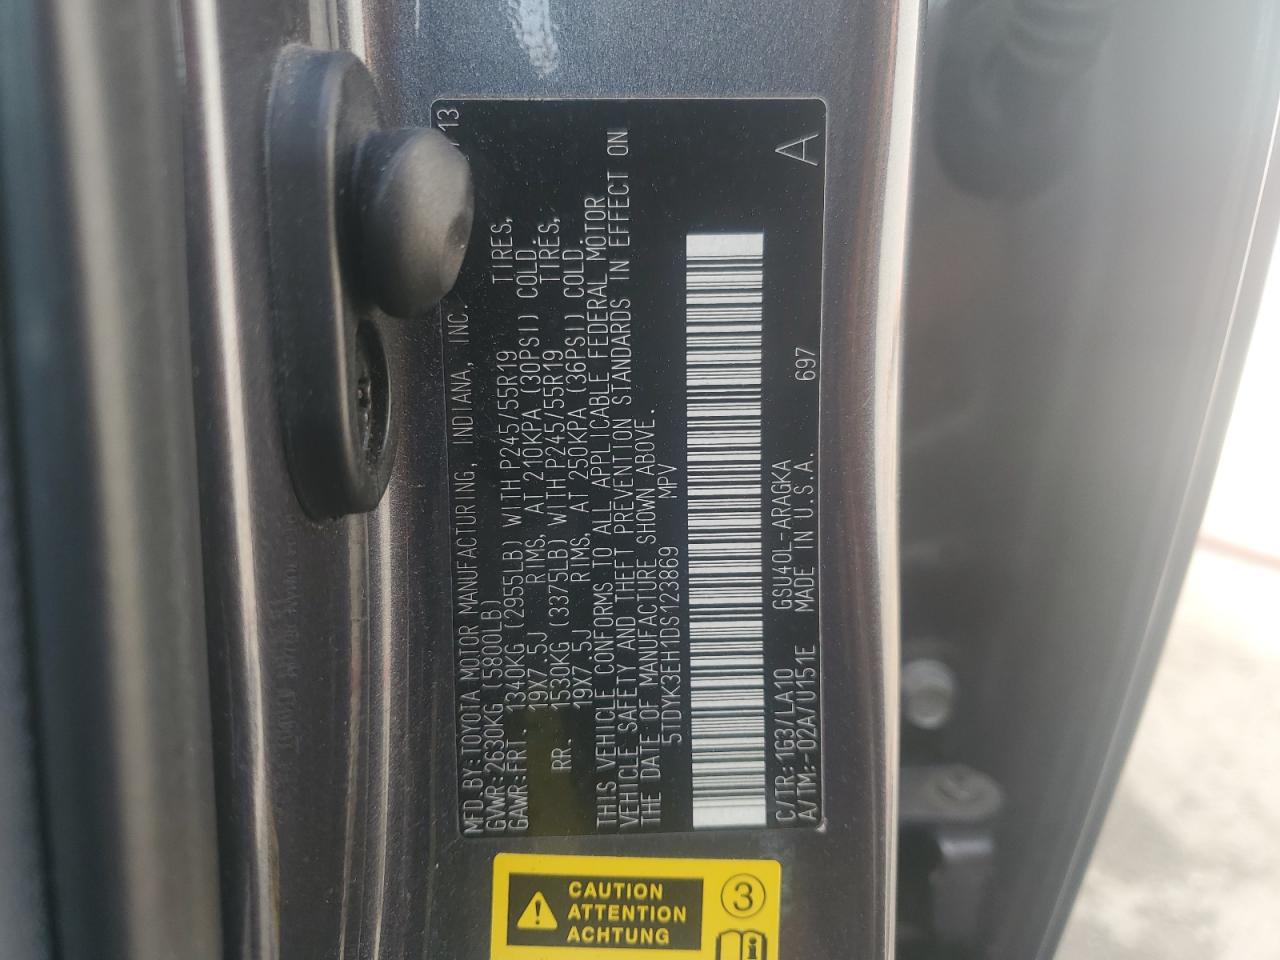 MFD.BY:TOYOTA MOTOR MANUFACTURING, INDIANA, INC. 13
GVWR:2630KG (5800LB)
GAWR:FRT. 1340KG (2955LB) WITH P245/55R19 TIRES,
19X7.5J RIMS, AT 210KPA (30PSI) COLD.
RR. 1530KG (3375LB) WITH P245/55R19 TIRES,
19X7.5J RIMS, AT 250KPA (36PSI) COLD.
THIS VEHICLE CONFORMS TO ALL APPLICABLE FEDERAL MOTOR
VEHICLE SAFETY AND THEFT PREVENTION STANDARDS IN EFFECT ON
THE DATE OF MANUFACTURE SHOWN ABOVE.
5TDYK3EH1DS123869 MPV
C/TR:1G3/LA10 GSU40L-ARAGKA 697 A
A/TM:-02A/U151E MADE IN U.S.A.
CAUTION
ATTENTION
ACHTUNG
3
i